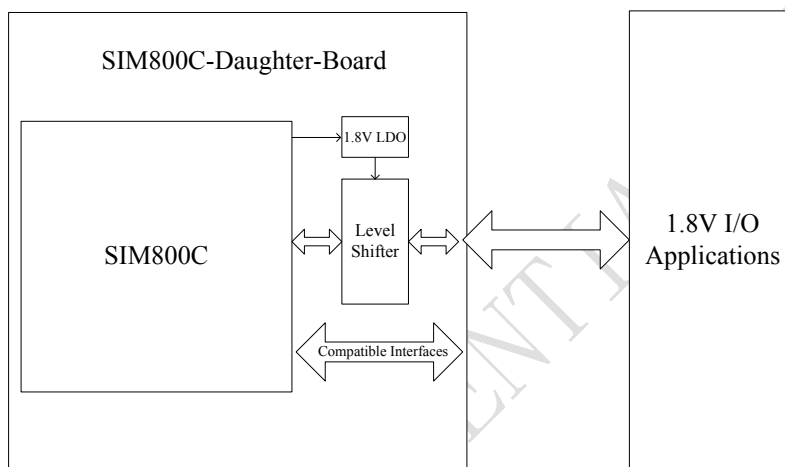 SIM800C-Daughter-Board
1.8V LDO
SIM800C
Level
Shifter
1.8V I/O
Applications
Compatible Interfaces